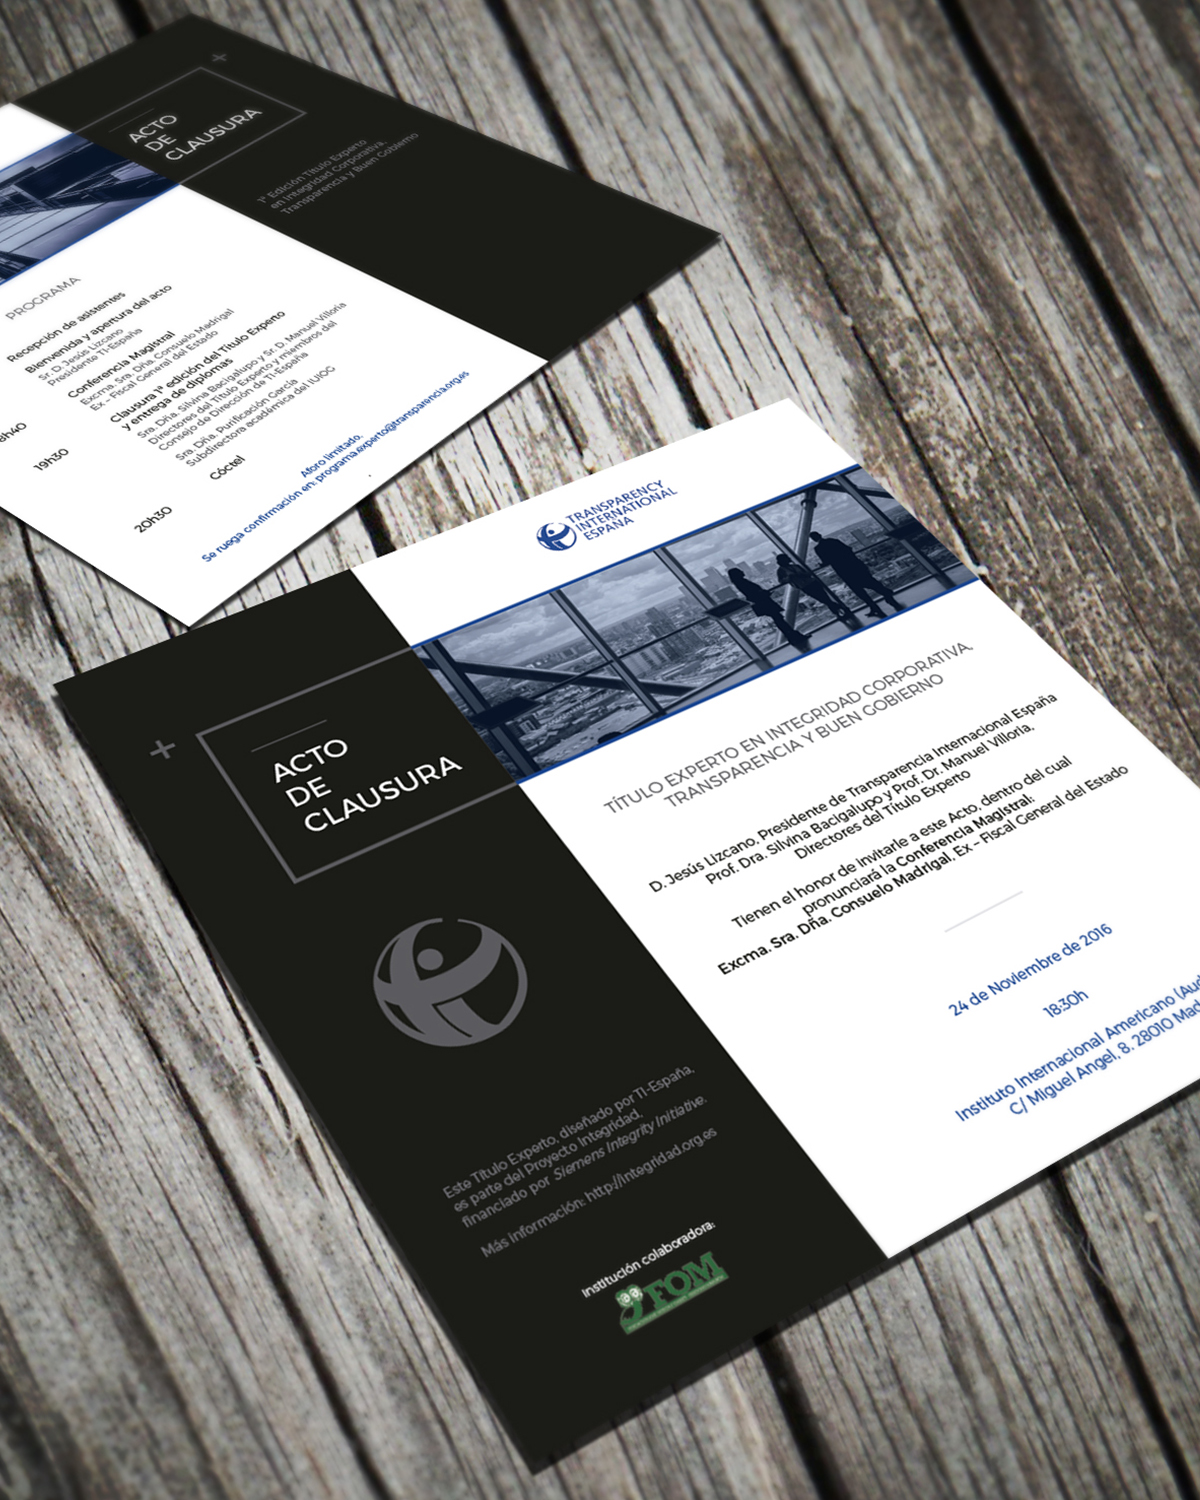 ACTO
DE
CLAUSURA
1ª Edición Título Experto
en Integridad Corporativa,
Transparencia y Buen Gobierno
PROGRAMA
Recepción de asistentes
Bienvenida y apertura del acto
Sr. D. Jesús Lizcano
Presidente TI-España
Conferencia Magistral
Excma. Sra. Dña. Consuelo Madrigal
Ex - Fiscal General del Estado
19h30
Clausura 1ª edición del Título Experto
y entrega de diplomas
Sra. Dña. Silvina Bacigalupo y Sr. D. Manuel Villoria
Directores del Título Experto y miembros del
Consejo de Dirección de TI-España
Sra. Dña. Purificación García
Subdirectora académica del IUIOG
20h30
Cóctel
Aforo limitado.
Se ruega confirmación en: programa.experto@transparencia.org.es
TRANSPARENCY
INTERNATIONAL
ESPAÑA
ACTO
DE
CLAUSURA
TÍTULO EXPERTO EN INTEGRIDAD CORPORATIVA,
TRANSPARENCIA Y BUEN GOBIERNO
D. Jesús Lizcano, Presidente de Transparencia Internacional España
Prof. Dra. Silvina Bacigalupo y Prof. Dr. Manuel Villoria,
Directores del Título Experto
Tienen el honor de invitarle a este Acto, dentro del cual
pronunciará la Conferencia Magistral:
Excma. Sra. Dña. Consuelo Madrigal, Ex - Fiscal General del Estado
24 de Noviembre de 2016
18:30h
Instituto Internacional Americano
C/ Miguel Angel, 8. 28010
Este Título Experto, diseñado por TI-España,
es parte del Proyecto Integridad,
financiado por Siemens Integrity Initiative.
Más información: http://integridad.org.es
Institución colaboradora: